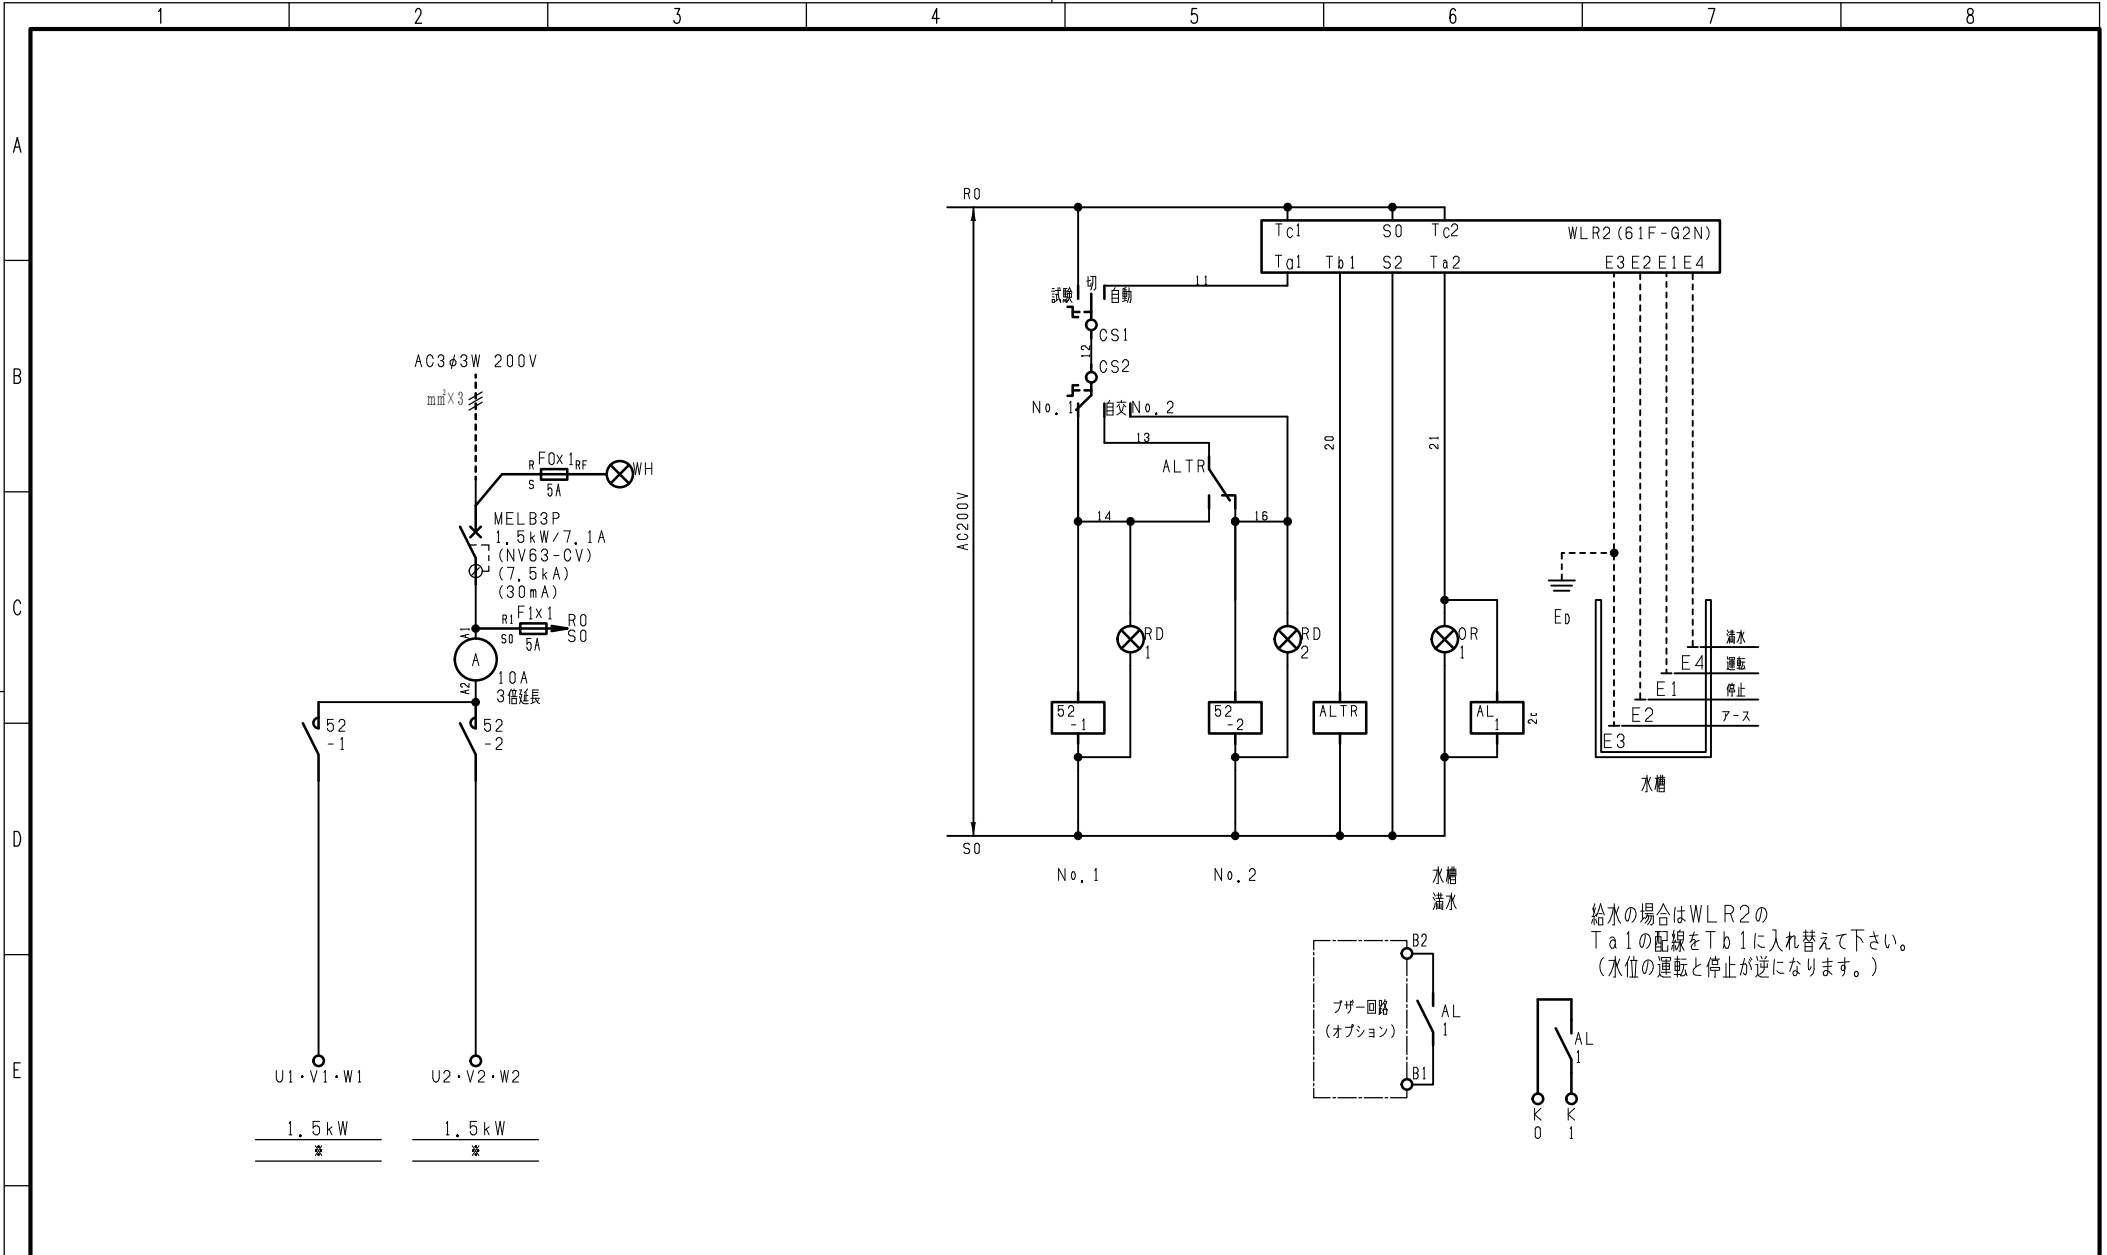 1 2 3 4 5 6 7 8
A
B
C
D
E
AC3φ3W 200V
mm²×3
R F0×1 RF
S 5A
WH
MELB3P
1.5kW/7.1A
(NV63-CV)
(7.5kA)
(30mA)
R1 F1×1 R0
S0 5A S0
A1
A
A2
10A
3倍延長
52
-1
52
-2
U1・V1・W1
U2・V2・W2
1.5kW
※
1.5kW
※
R0
AC200V
S0
Tc1 S0 Tc2 WLR2(61F-G2N)
Ta1 Tb1 S2 Ta2 E3 E2 E1 E4
試験 切 自動
11
CS1
12
CS2
No.1 自交 No.2
13
ALTR
14
16
20
21
RD
1
RD
2
OR
1
52
-1
52
-2
ALTR
AL
1
2c
ED
満水
E4 運転
E1 停止
E2 アース
E3
水槽
No.1
No.2
水槽
満水
給水の場合はWLR2の
Ta1の配線をTb1に入れ替えて下さい。
(水位の運転と停止が逆になります。)
B2
ブザー回路
(オプション)
AL
1
B1
AL
1
K
0
K
1